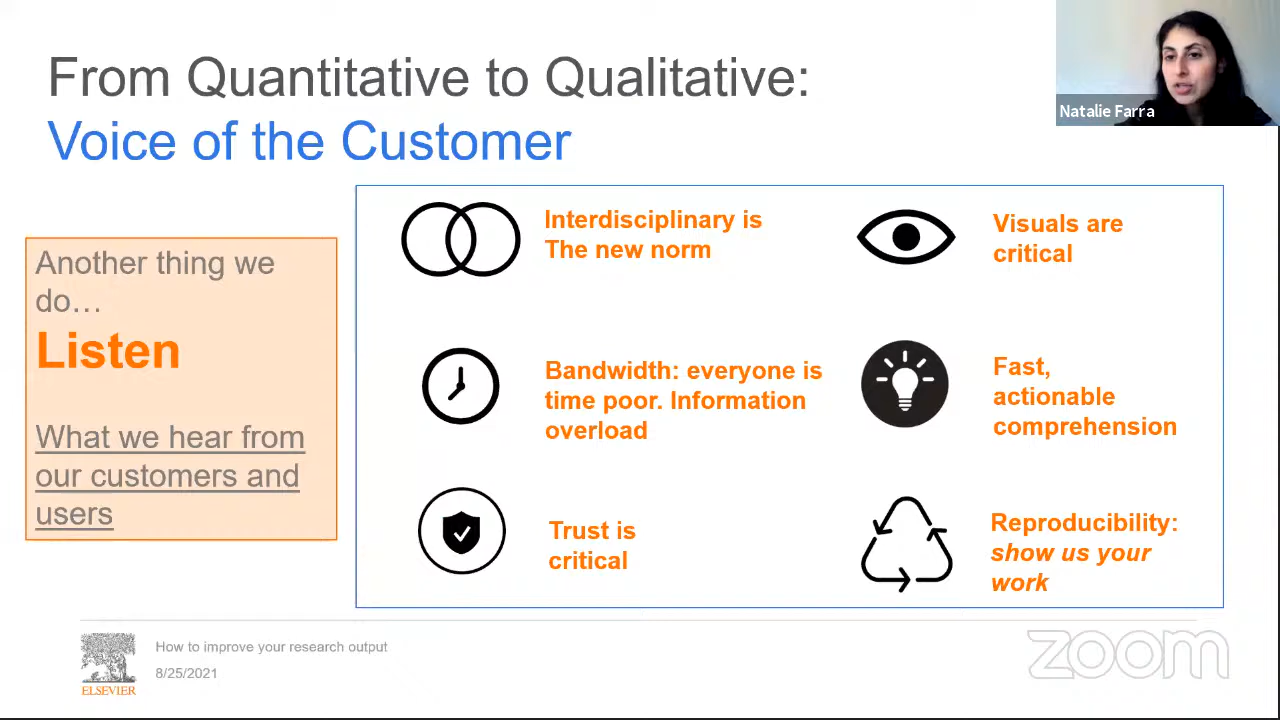 From Quantitative to Qualitative:
Voice of the Customer
Natalie Farra
Another thing we
do…
Listen
What we hear from
our customers and
users
Interdisciplinary is
The new norm
Visuals are
critical
Bandwidth: everyone is
time poor. Information
overload
Fast,
actionable
comprehension
Trust is
critical
Reproducibility:
show us your
work
How to improve your research output
8/25/2021
ELSEVIER
zoom